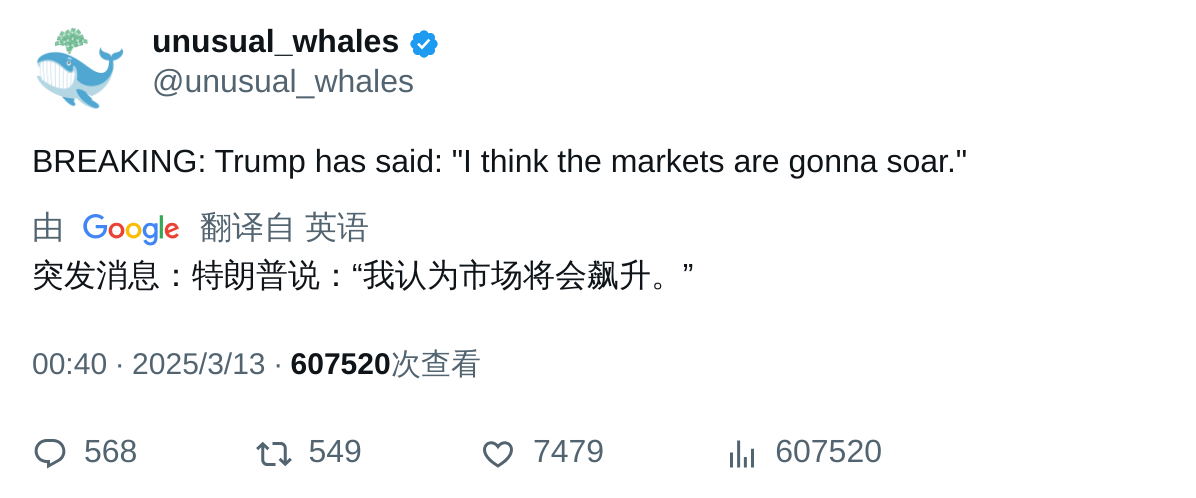 unusual_whales
@unusual_whales
BREAKING: Trump has said: "I think the markets are gonna soar."
由 Google 翻译自 英语
突发消息：特朗普说：“我认为市场将会飙升。”
00:40 · 2025/3/13 · 607520次查看
568 549 7479 607520